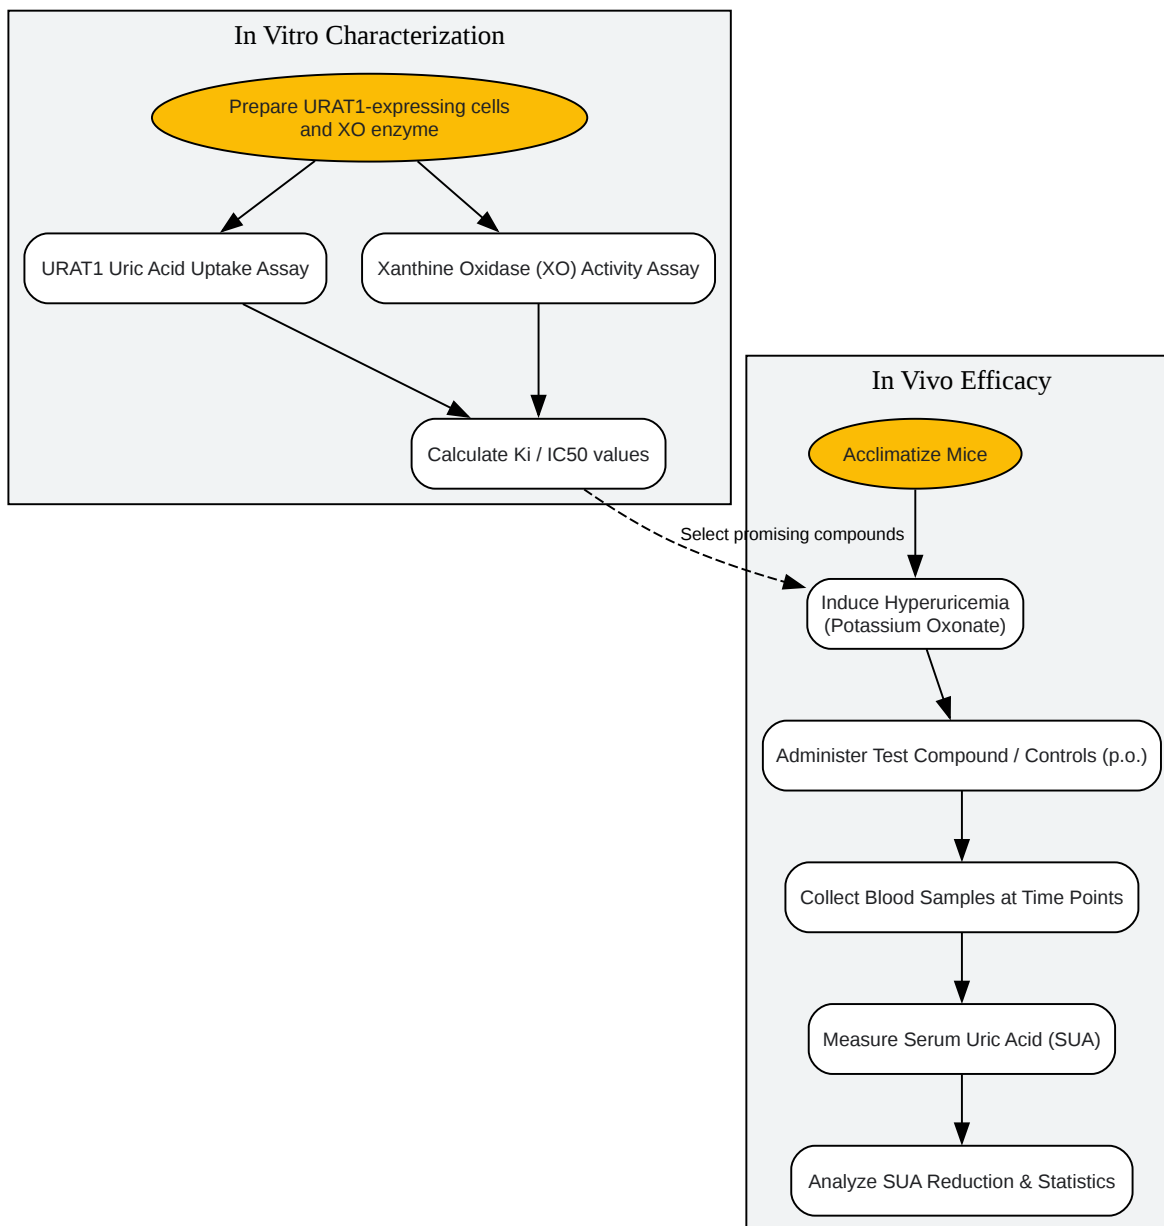 In Vitro Characterization
Prepare URAT1-expressing cells
and XO enzyme
URAT1 Uric Acid Uptake Assay
Xanthine Oxidase (XO) Activity Assay
Calculate Ki / IC50 values
Select promising compounds
In Vivo Efficacy
Acclimatize Mice
Induce Hyperuricemia
(Potassium Oxonate)
Administer Test Compound / Controls (p.o.)
Collect Blood Samples at Time Points
Measure Serum Uric Acid (SUA)
Analyze SUA Reduction & Statistics